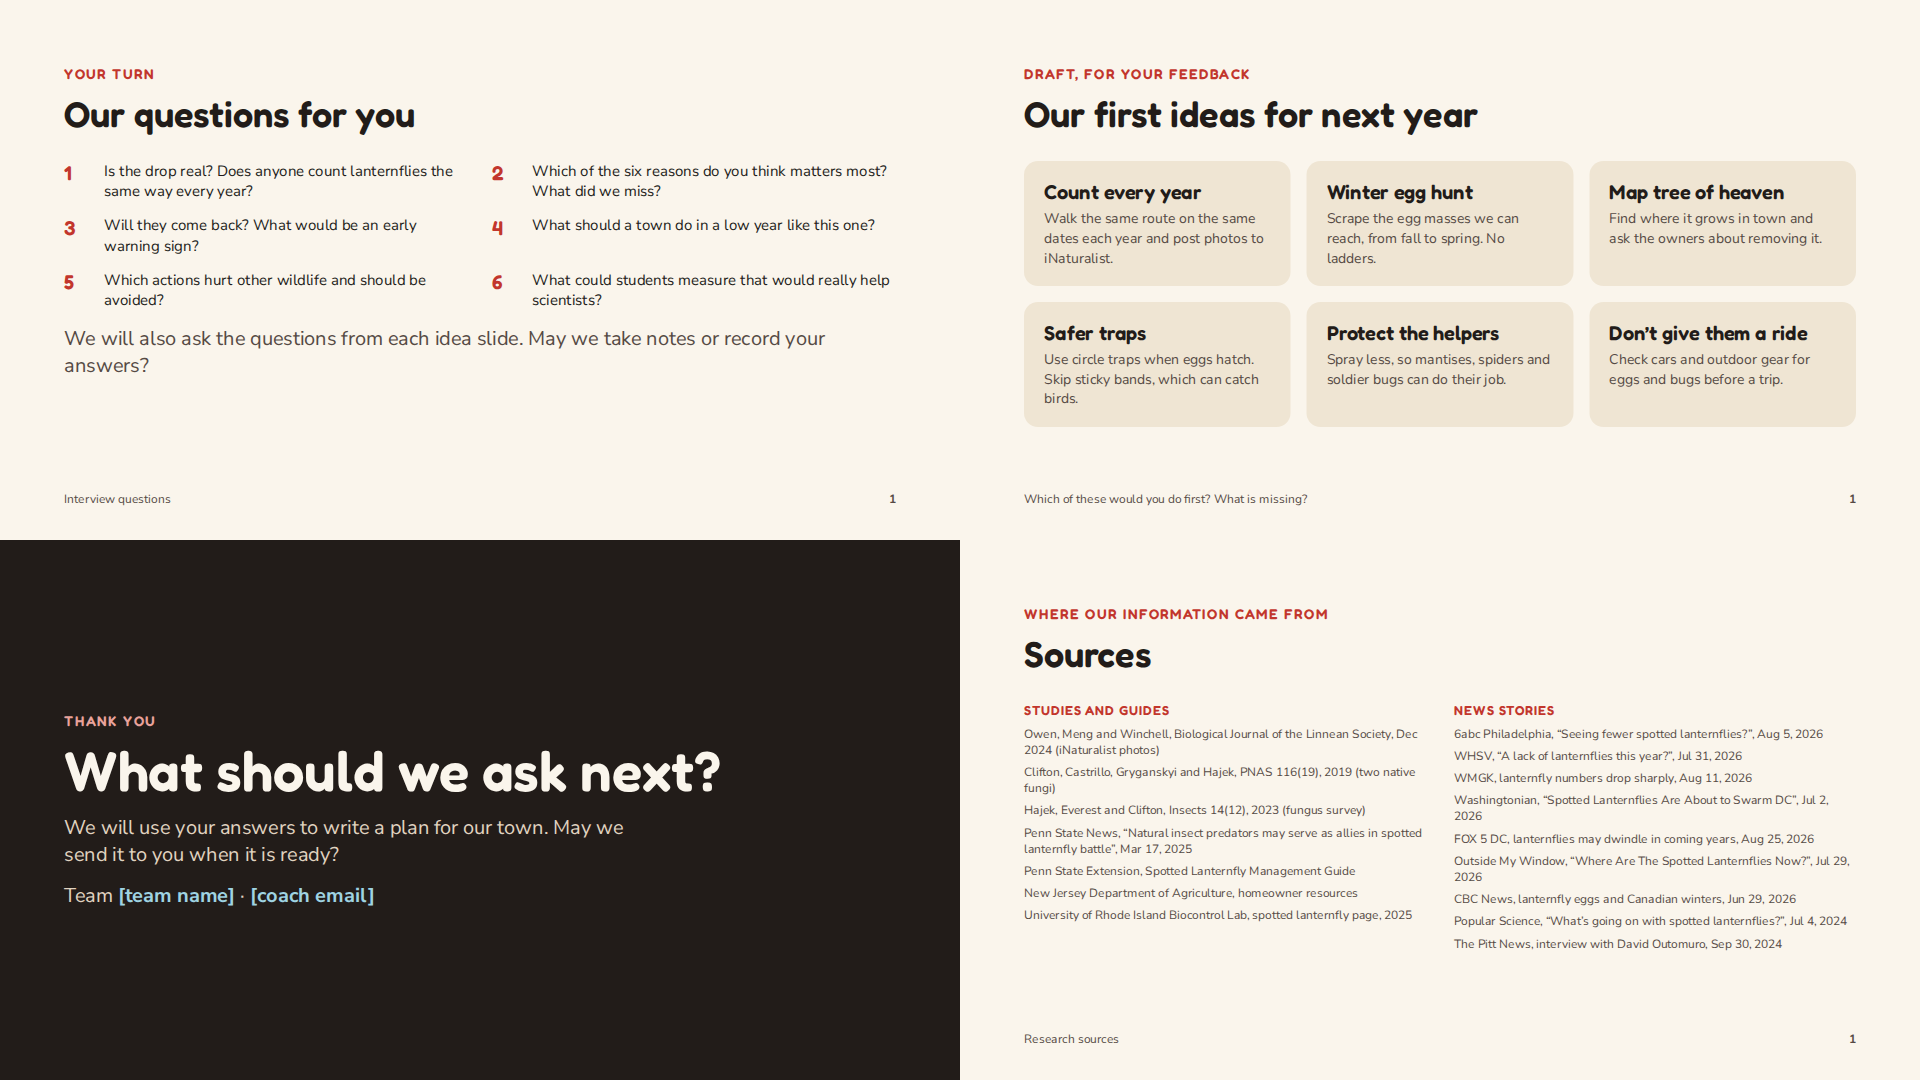 YOUR TURN
Our questions for you
1 Is the drop real? Does anyone count lanternflies the
same way every year?
2 Which of the six reasons do you think matters most?
What did we miss?
3 Will they come back? What would be an early
warning sign?
4 What should a town do in a low year like this one?
5 Which actions hurt other wildlife and should be
avoided?
6 What could students measure that would really help
scientists?
We will also ask the questions from each idea slide. May we take notes or record your
answers?
Interview questions 1
DRAFT, FOR YOUR FEEDBACK
Our first ideas for next year
Count every year
Walk the same route on the same
dates each year and post photos to
iNaturalist.
Winter egg hunt
Scrape the egg masses we can
reach, from fall to spring. No
ladders.
Map tree of heaven
Find where it grows in town and
ask the owners about removing it.
Safer traps
Use circle traps when eggs hatch.
Skip sticky bands, which can catch
birds.
Protect the helpers
Spray less, so mantises, spiders and
soldier bugs can do their job.
Don’t give them a ride
Check cars and outdoor gear for
eggs and bugs before a trip.
Which of these would you do first? What is missing? 1
THANK YOU
What should we ask next?
We will use your answers to write a plan for our town. May we
send it to you when it is ready?
Team [team name] · [coach email]
WHERE OUR INFORMATION CAME FROM
Sources
STUDIES AND GUIDES
Owen, Meng and Winchell, Biological Journal of the Linnean Society, Dec
2024 (iNaturalist photos)
Clifton, Castrillo, Gryganskyi and Hajek, PNAS 116(19), 2019 (two native
fungi)
Hajek, Everest and Clifton, Insects 14(12), 2023 (fungus survey)
Penn State News, “Natural insect predators may serve as allies in spotted
lanternfly battle”, Mar 17, 2025
Penn State Extension, Spotted Lanternfly Management Guide
New Jersey Department of Agriculture, homeowner resources
University of Rhode Island Biocontrol Lab, spotted lanternfly page, 2025
NEWS STORIES
6abc Philadelphia, “Seeing fewer spotted lanternflies?”, Aug 5, 2026
WHSV, “A lack of lanternflies this year?”, Jul 31, 2026
WMGK, lanternfly numbers drop sharply, Aug 11, 2026
Washingtonian, “Spotted Lanternflies Are About to Swarm DC”, Jul 2,
2026
FOX 5 DC, lanternflies may dwindle in coming years, Aug 25, 2026
Outside My Window, “Where Are The Spotted Lanternflies Now?”, Jul 29,
2026
CBC News, lanternfly eggs and Canadian winters, Jun 29, 2026
Popular Science, “What’s going on with spotted lanternflies?”, Jul 4, 2024
The Pitt News, interview with David Outomuro, Sep 30, 2024
Research sources 1